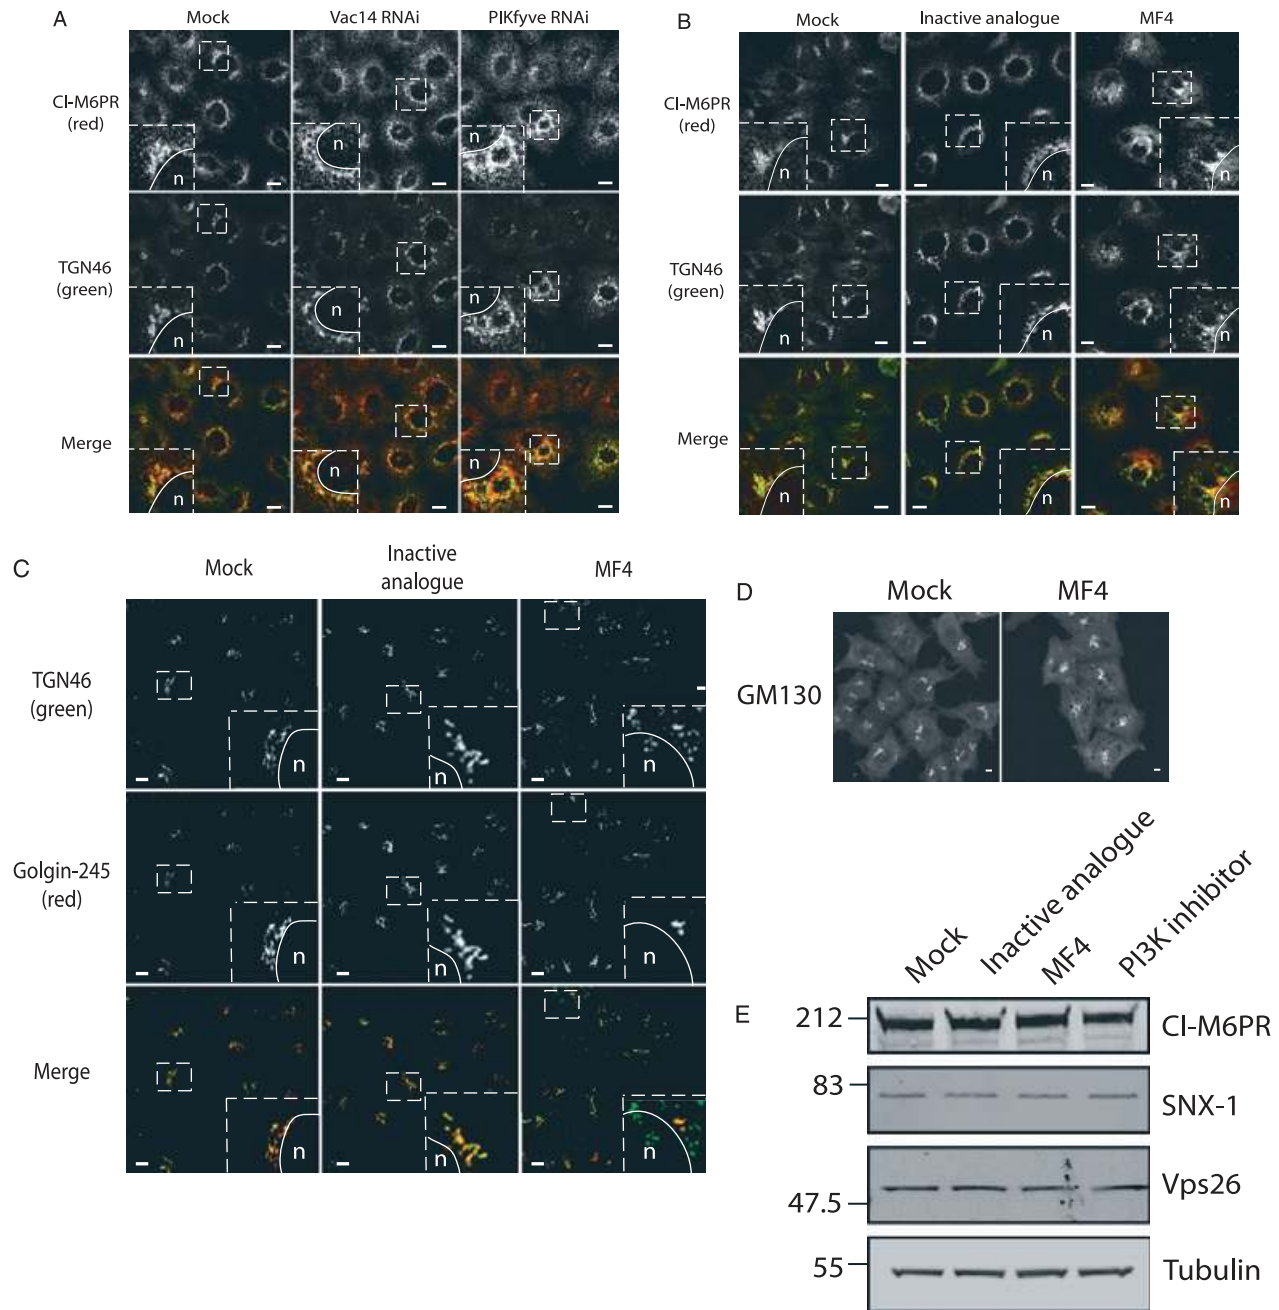 A
Mock
Vac14 RNAi
PIKfyve RNAi
CI-M6PR
(red)
n
n
n
TGN46
(green)
n
n
n
Merge
n
n
n
B
Mock
Inactive analogue
MF4
CI-M6PR
(red)
n
n
n
TGN46
(green)
n
n
n
Merge
n
n
n
C
Mock
Inactive
analogue
MF4
TGN46
(green)
n
n
n
Golgin-245
(red)
n
n
n
Merge
n
n
n
D
Mock
MF4
GM130
E
Mock
Inactive analogue
MF4
PI3K inhibitor
212
CI-M6PR
83
SNX-1
47.5
Vps26
55
Tubulin